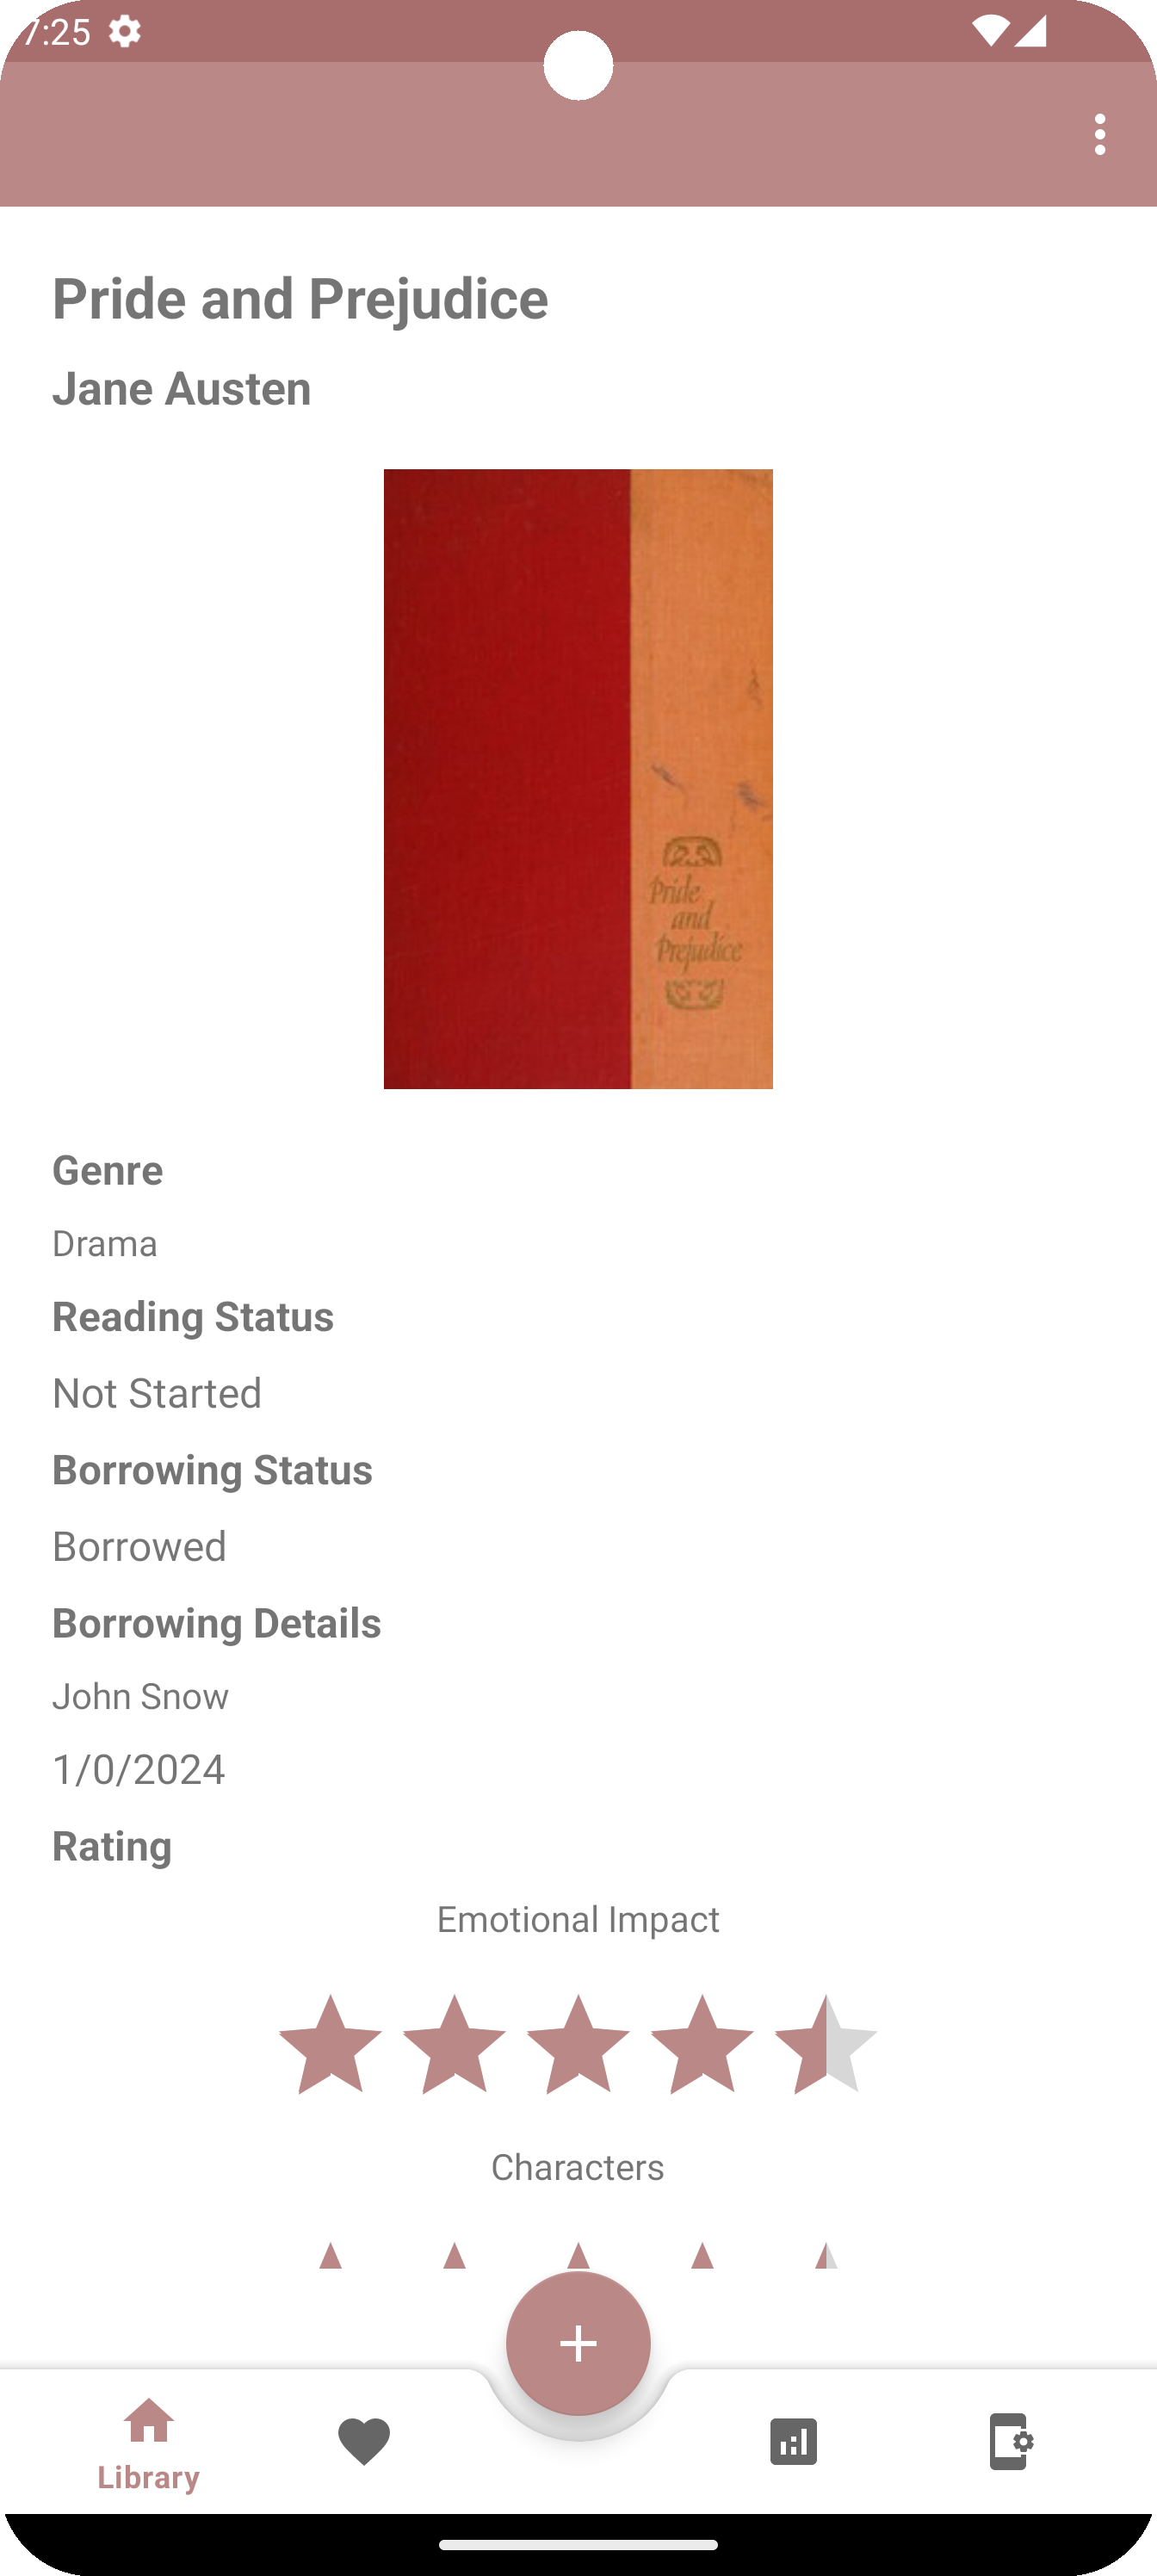 7:25
Pride and Prejudice
Jane Austen
Pride
and
Prejudice
Genre
Drama
Reading Status
Not Started
Borrowing Status
Borrowed
Borrowing Details
John Snow
1/0/2024
Rating
Emotional Impact
Characters
Library